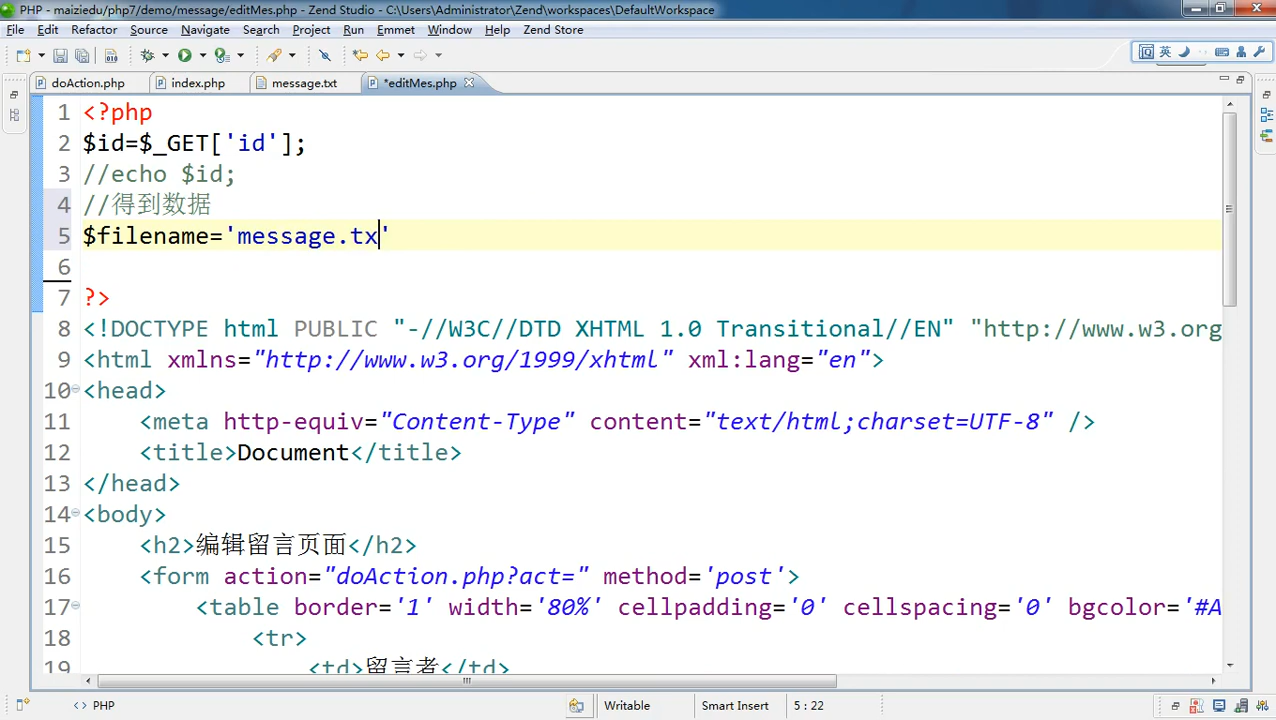 PHP - maiziedu/php7/demo/message/editMes.php - Zend Studio - C:\Users\Administrator\Zend\workspaces\DefaultWorkspace
File Edit Refactor Source Navigate Search Project Run Emmet Window Help Zend Store
英
doAction.php index.php message.txt *editMes.php
1 <?php
2 $id=$_GET['id'];
3 //echo $id;
4 //得到数据
5 $filename='message.tx'
6
7 ?>
8 <!DOCTYPE html PUBLIC "-//W3C//DTD XHTML 1.0 Transitional//EN" "http://www.w3.org
9 <html xmlns="http://www.w3.org/1999/xhtml" xml:lang="en">
10 <head>
11 <meta http-equiv="Content-Type" content="text/html;charset=UTF-8" />
12 <title>Document</title>
13 </head>
14 <body>
15 <h2>编辑留言页面</h2>
16 <form action="doAction.php?act=" method='post'>
17 <table border='1' width='80%' cellpadding='0' cellspacing='0' bgcolor='#A
18 <tr>
19 <td>留言者</td>
<> PHP Writable Smart Insert 5 : 22